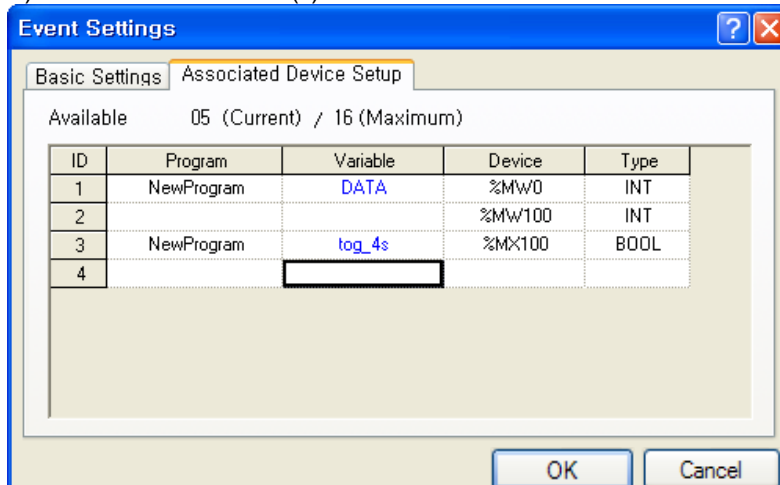 Event Settings
Basic Settings Associated Device Setup
Available 05 (Current) / 16 (Maximum)
ID Program Variable Device Type
1 NewProgram DATA %MW0 INT
2 %MW100 INT
3 NewProgram tog_4s %MX100 BOOL
4
OK Cancel